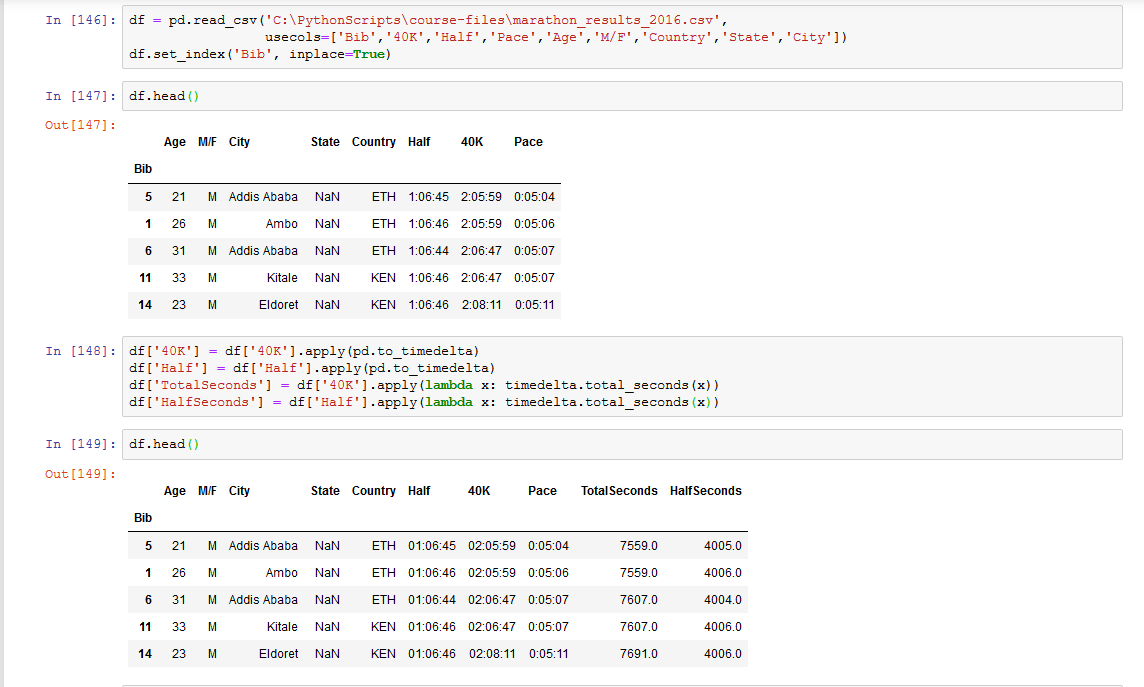 In [146]: df = pd.read_csv('C:\PythonScripts\course-files\marathon_results_2016.csv',
usecols=['Bib','40K','Half','Pace','Age','M/F','Country','State','City'])
df.set_index('Bib', inplace=True)
In [147]: df.head()
Out[147]:
Age M/F City State Country Half 40K Pace
Bib
5 21 M Addis Ababa NaN ETH 1:06:45 2:05:59 0:05:04
1 26 M Ambo NaN ETH 1:06:46 2:05:59 0:05:06
6 31 M Addis Ababa NaN ETH 1:06:44 2:06:47 0:05:07
11 33 M Kitale NaN KEN 1:06:46 2:06:47 0:05:07
14 23 M Eldoret NaN KEN 1:06:46 2:08:11 0:05:11
In [148]: df['40K'] = df['40K'].apply(pd.to_timedelta)
df['Half'] = df['Half'].apply(pd.to_timedelta)
df['TotalSeconds'] = df['40K'].apply(lambda x: timedelta.total_seconds(x))
df['HalfSeconds'] = df['Half'].apply(lambda x: timedelta.total_seconds(x))
In [149]: df.head()
Out[149]:
Age M/F City State Country Half 40K Pace TotalSeconds HalfSeconds
Bib
5 21 M Addis Ababa NaN ETH 01:06:45 02:05:59 0:05:04 7559.0 4005.0
1 26 M Ambo NaN ETH 01:06:46 02:05:59 0:05:06 7559.0 4006.0
6 31 M Addis Ababa NaN ETH 01:06:44 02:06:47 0:05:07 7607.0 4004.0
11 33 M Kitale NaN KEN 01:06:46 02:06:47 0:05:07 7607.0 4006.0
14 23 M Eldoret NaN KEN 01:06:46 02:08:11 0:05:11 7691.0 4006.0